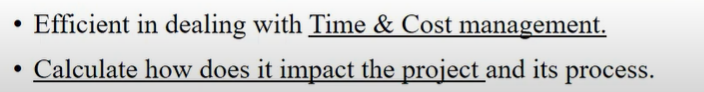 • Efficient in dealing with Time & Cost management.
• Calculate how does it impact the project and its process.